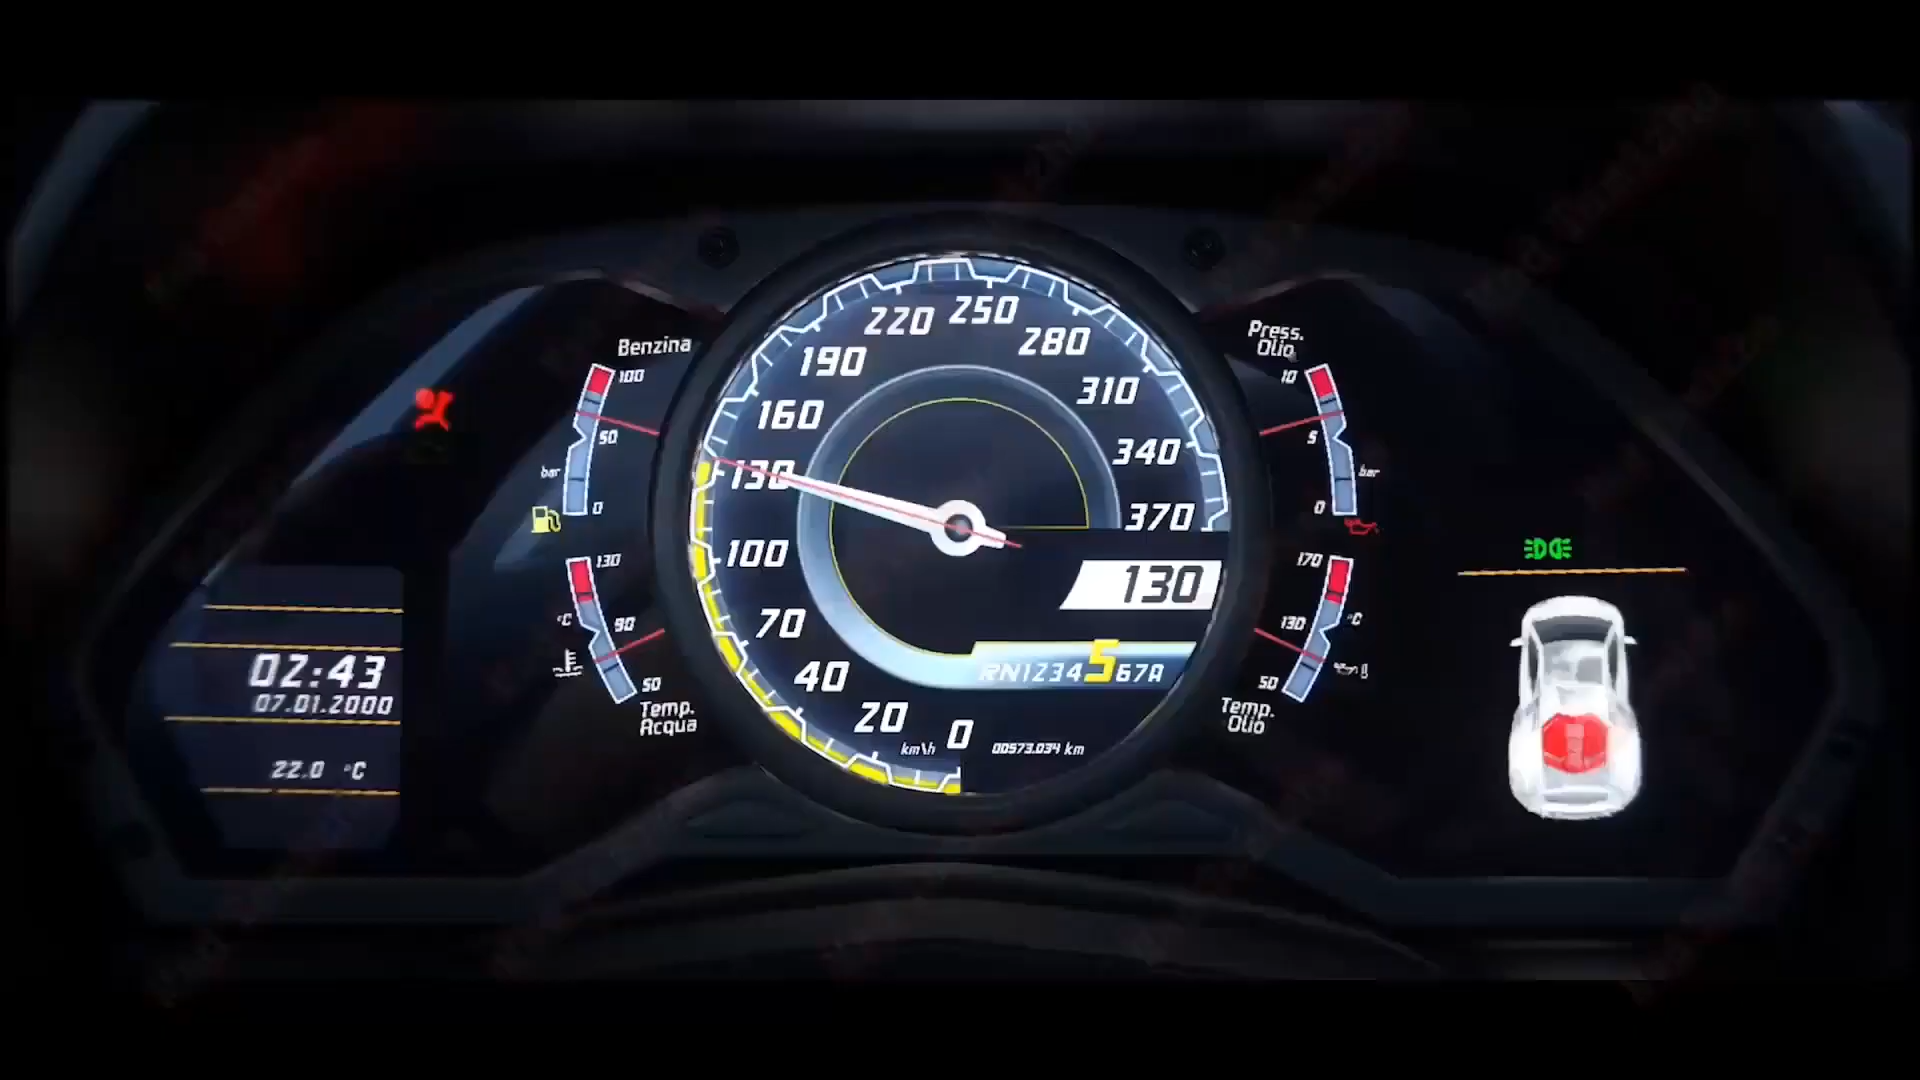 Benzina
100
50
bar
0
130
°C
90
50
Temp.
Acqua
02:43
07.01.2000
22.0 °C
220
250
280
190
310
160
340
130
370
100
130
70
RN1234567A
40
20
0
km\h
00573.034 km
Press.
Olio
10
5
bar
0
170
130
°C
50
Temp.
Olio